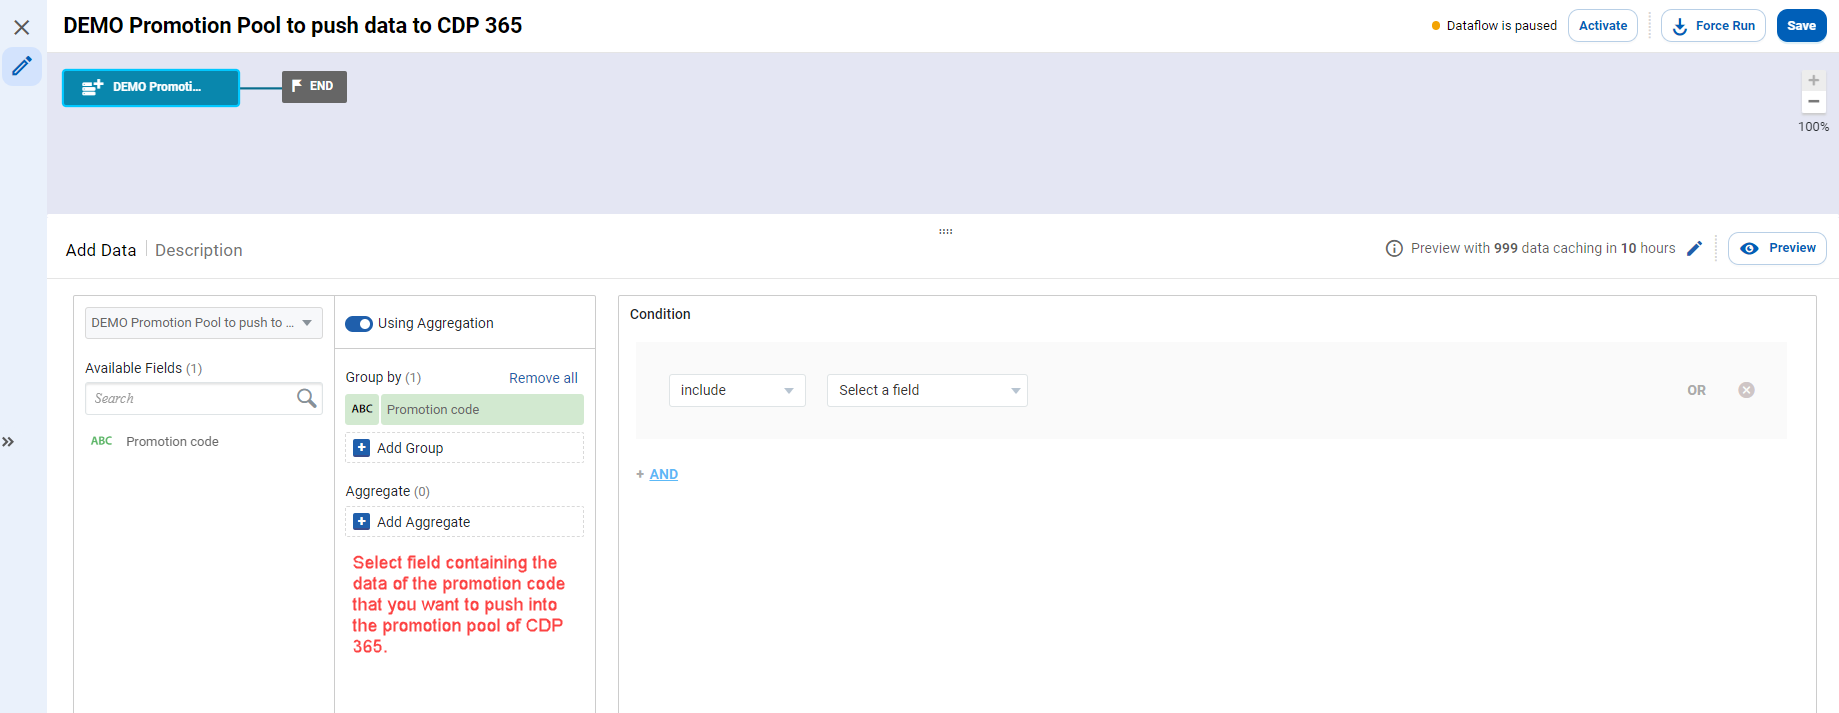 DEMO Promotion Pool to push data to CDP 365
Dataflow is paused
Activate
Force Run
Save
DEMO Promoti...
END
100%
Add Data
Description
Preview with 999 data caching in 10 hours
Preview
DEMO Promotion Pool to push to ...
Available Fields (1)
Search
ABC Promotion code
Using Aggregation
Group by (1)
Remove all
ABC Promotion code
Add Group
Aggregate (0)
Add Aggregate
Select field containing the
data of the promotion code
that you want to push into
the promotion pool of CDP
365.
Condition
include
Select a field
OR
+ AND